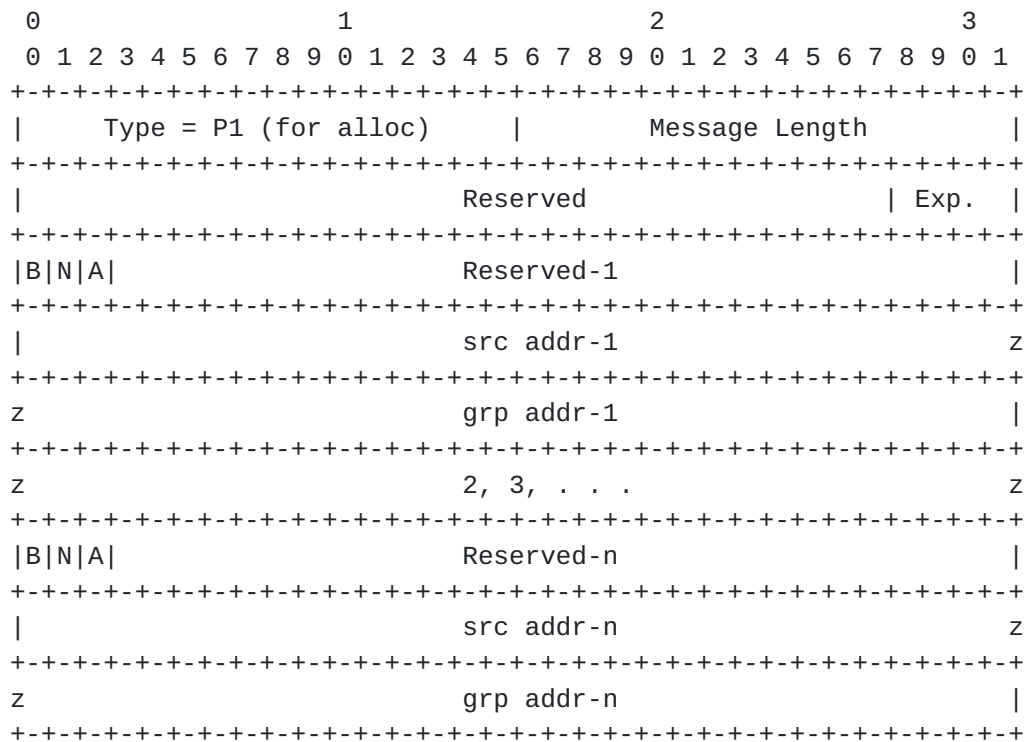 0                   1                   2                   3
 0 1 2 3 4 5 6 7 8 9 0 1 2 3 4 5 6 7 8 9 0 1 2 3 4 5 6 7 8 9 0 1
+-+-+-+-+-+-+-+-+-+-+-+-+-+-+-+-+-+-+-+-+-+-+-+-+-+-+-+-+-+-+-+-+
|     Type = P1 (for alloc)     |        Message Length         |
+-+-+-+-+-+-+-+-+-+-+-+-+-+-+-+-+-+-+-+-+-+-+-+-+-+-+-+-+-+-+-+-+
|                            Reserved                   | Exp.  |
+-+-+-+-+-+-+-+-+-+-+-+-+-+-+-+-+-+-+-+-+-+-+-+-+-+-+-+-+-+-+-+-+
|B|N|A|                      Reserved-1                         |
+-+-+-+-+-+-+-+-+-+-+-+-+-+-+-+-+-+-+-+-+-+-+-+-+-+-+-+-+-+-+-+-+
|                            src addr-1                         z
+-+-+-+-+-+-+-+-+-+-+-+-+-+-+-+-+-+-+-+-+-+-+-+-+-+-+-+-+-+-+-+-+
z                            grp addr-1                         |
+-+-+-+-+-+-+-+-+-+-+-+-+-+-+-+-+-+-+-+-+-+-+-+-+-+-+-+-+-+-+-+-+
z                            2, 3, . . .                        z
+-+-+-+-+-+-+-+-+-+-+-+-+-+-+-+-+-+-+-+-+-+-+-+-+-+-+-+-+-+-+-+-+
|B|N|A|                      Reserved-n                         |
+-+-+-+-+-+-+-+-+-+-+-+-+-+-+-+-+-+-+-+-+-+-+-+-+-+-+-+-+-+-+-+-+
|                            src addr-n                         z
+-+-+-+-+-+-+-+-+-+-+-+-+-+-+-+-+-+-+-+-+-+-+-+-+-+-+-+-+-+-+-+-+
z                            grp addr-n                         |
+-+-+-+-+-+-+-+-+-+-+-+-+-+-+-+-+-+-+-+-+-+-+-+-+-+-+-+-+-+-+-+-+